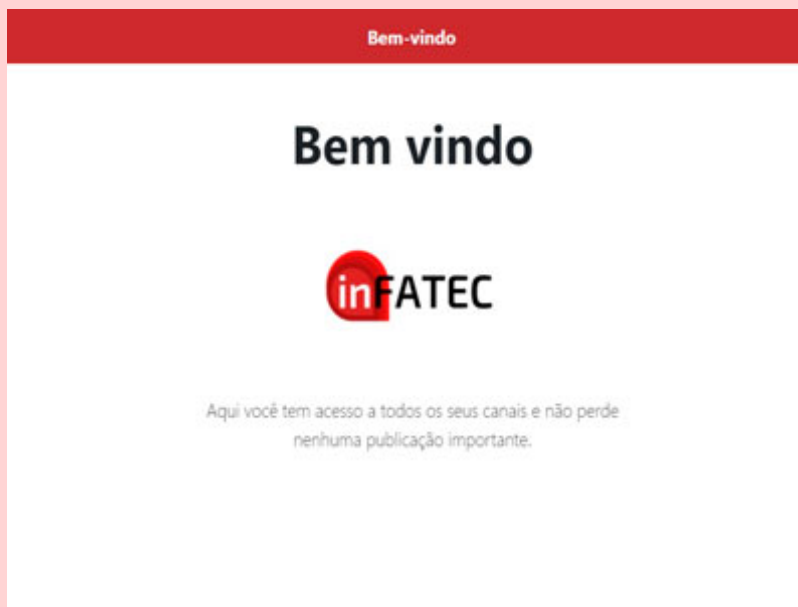 Bem-vindo
Bem vindo
inFATEC
Aqui você tem acesso a todos os seus canais e não perde
nenhuma publicação importante.